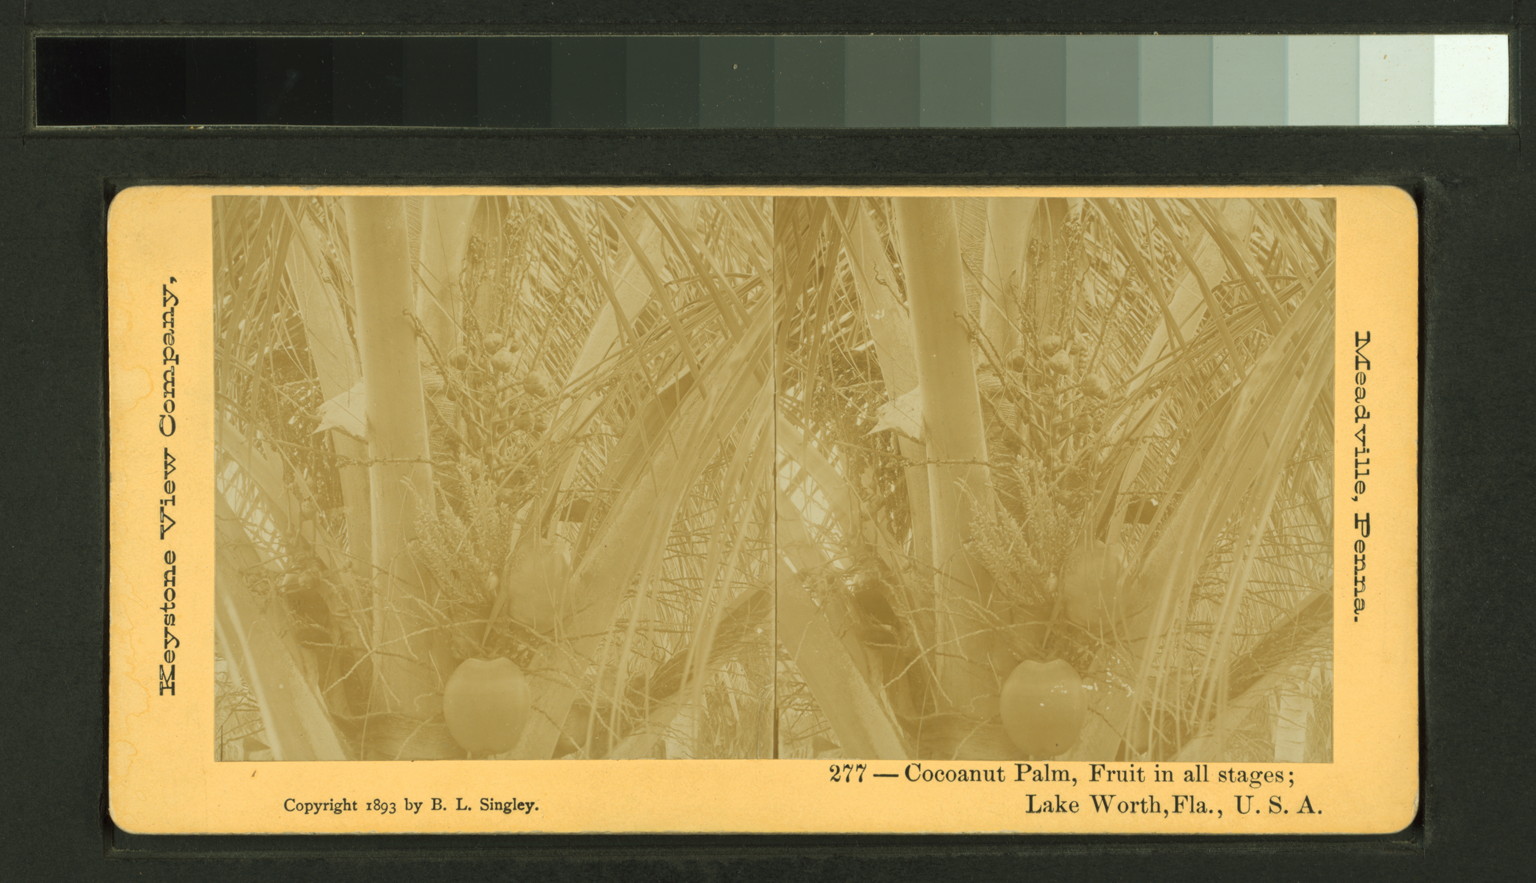 Keystone View Company,
Meadville, Penna.
Copyright 1893 by B. L. Singley.
277 — Cocoanut Palm, Fruit in all stages;
Lake Worth, Fla., U. S. A.